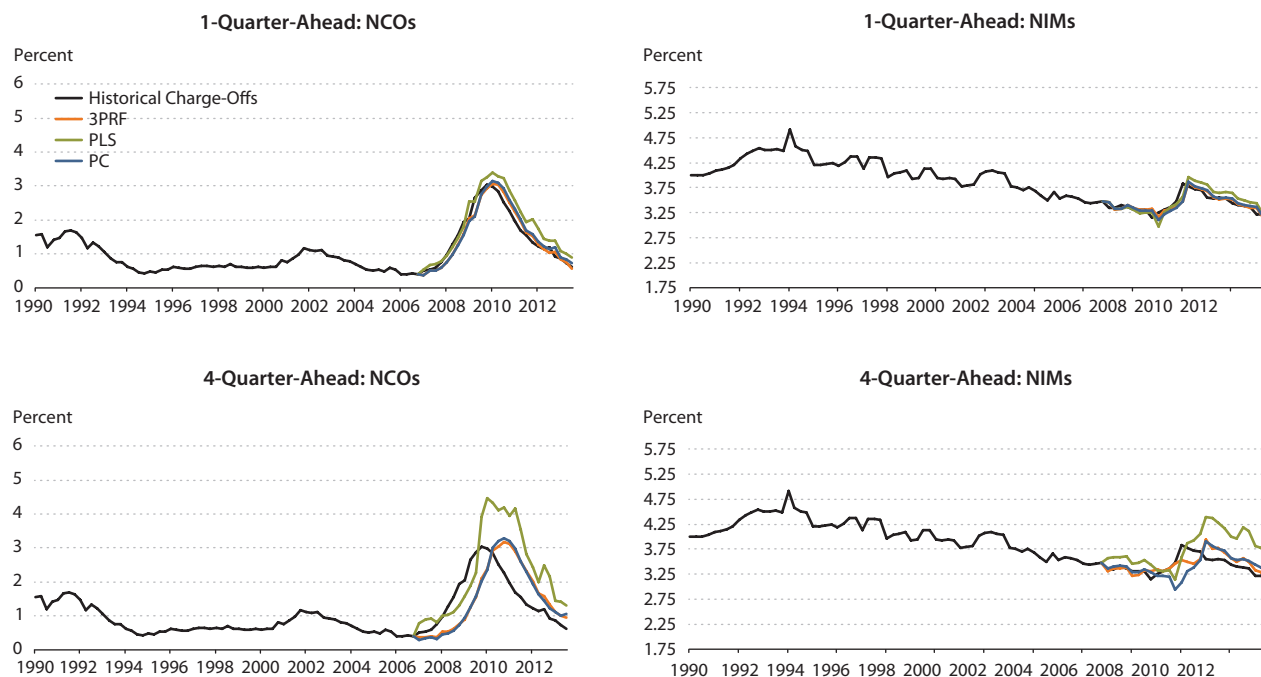 1-Quarter-Ahead: NCOs
Percent
6
5
4
3
2
1
0
Historical Charge-Offs
3PRF
PLS
PC
1990 1992 1994 1996 1998 2000 2002 2004 2006 2008 2010 2012
1-Quarter-Ahead: NIMs
Percent
5.75
5.25
4.75
4.25
3.75
3.25
2.75
2.25
1.75
1990 1992 1994 1996 1998 2000 2002 2004 2006 2008 2010 2012
4-Quarter-Ahead: NCOs
Percent
6
5
4
3
2
1
0
1990 1992 1994 1996 1998 2000 2002 2004 2006 2008 2010 2012
4-Quarter-Ahead: NIMs
Percent
5.75
5.25
4.75
4.25
3.75
3.25
2.75
2.25
1.75
1990 1992 1994 1996 1998 2000 2002 2004 2006 2008 2010 2012